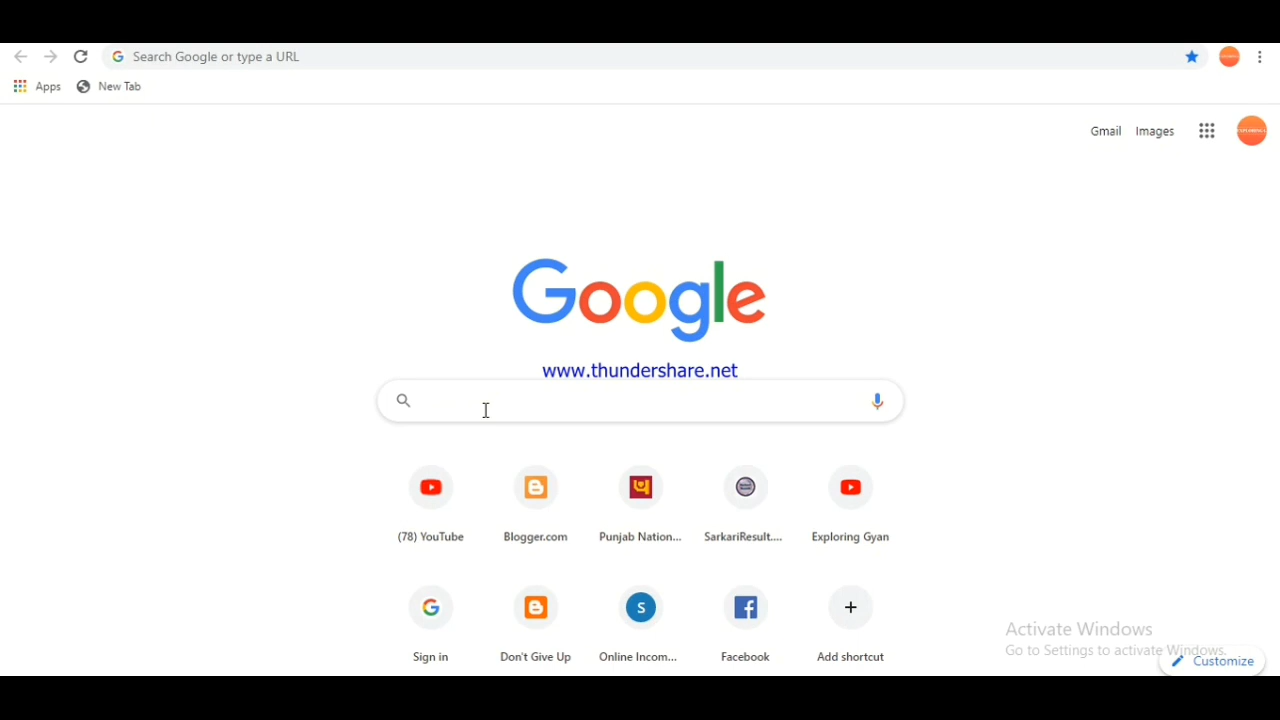 Search Google or type a URL
Apps New Tab
Gmail Images
Google
www.thundershare.net
(78) YouTube Blogger.com Punjab Nation... SarkariResult.... Exploring Gyan
S
Sign in Don't Give Up Online Incom... Facebook Add shortcut
Activate Windows
Go to Settings to activate Windows.
Customize